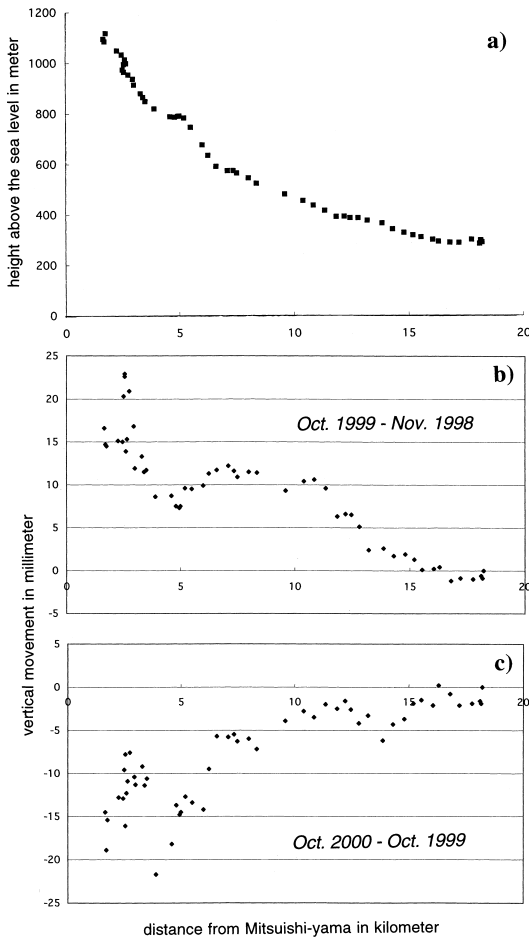 a)
height above the sea level in meter
1200
1000
800
600
400
200
0
0 5 10 15 20
b)
Oct. 1999 - Nov. 1998
vertical movement in millimeter
25
20
15
10
5
0
-5
0 5 10 15 20
c)
5
0
-5
-10
-15
-20
-25
0 5 10 15 20
Oct. 2000 - Oct. 1999
distance from Mitsuishi-yama in kilometer